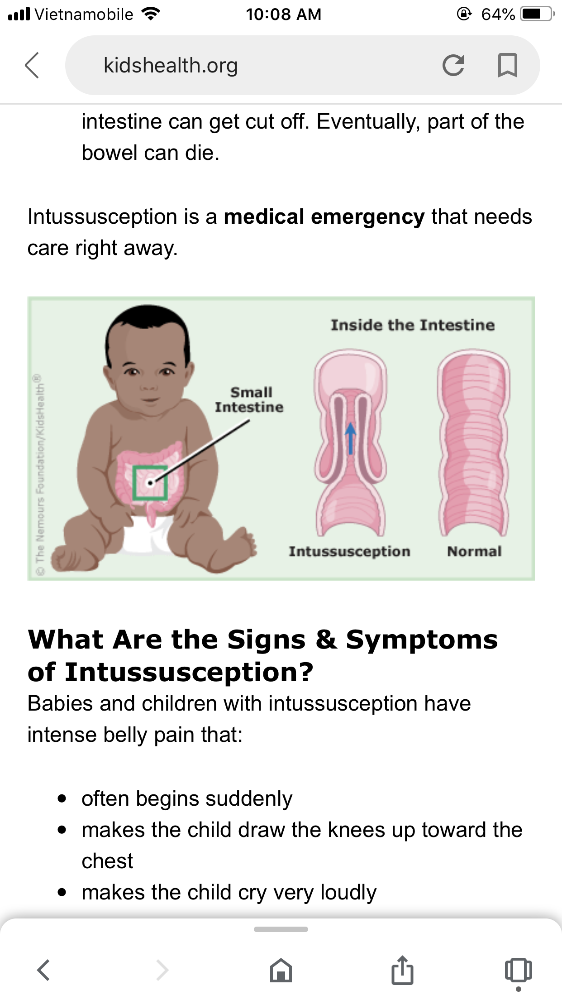 Vietnamobile 10:08 AM 64%
kidshealth.org
intestine can get cut off. Eventually, part of the
bowel can die.
Intussusception is a medical emergency that needs
care right away.
Inside the Intestine
Small
Intestine
Intussusception
Normal
© The Nemours Foundation/KidsHealth®
What Are the Signs & Symptoms
of Intussusception?
Babies and children with intussusception have
intense belly pain that:
• often begins suddenly
• makes the child draw the knees up toward the
chest
• makes the child cry very loudly